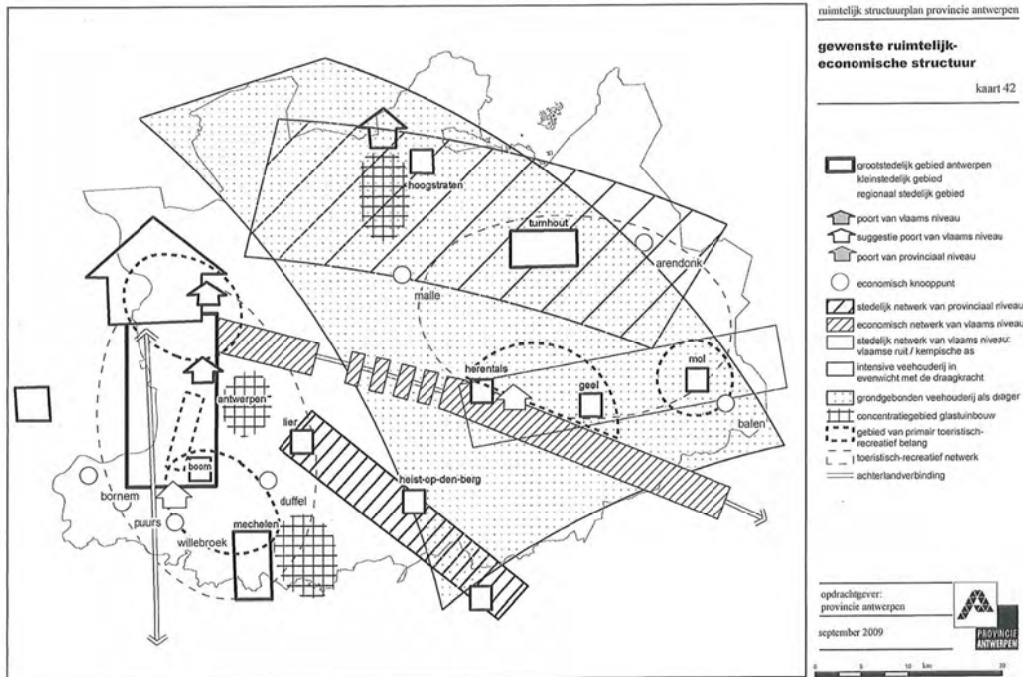 ruimtelijk structuurplan provincie antwerpen
gewenste ruimtelijk-
economische structuur
kaart 42
grootstedelijk gebied antwerpen
kleinstedelijk gebied
regionaal stedelijk gebied
poort van vlaams niveau
suggestie poort van vlaams niveau
poort van provinciaal niveau
economisch knooppunt
stedelijk netwerk van provinciaal niveau
economisch netwerk van vlaams niveau
stedelijk netwerk van vlaams niveau:
vlaamse ruit / kempische as
intensive veehouderij in
evenwicht met de draagkracht
grondgebonden veehouderij als drager
concentratiegebied glastuinbouw
gebied van primair toeristisch-
recreatief belang
toeristisch-recreatief netwerk
achterlandverbinding
hoogstraten
turnhout
arendonk
malle
mol
herentals
geel
antwerpen
balen
lier
boom
heist-op-den-berg
bornem
duffel
puurs
mechelen
willebroek
opdrachtgever:
provincie antwerpen
september 2009
PROVINCIE
ANTWERPEN
0 5 10 km 20